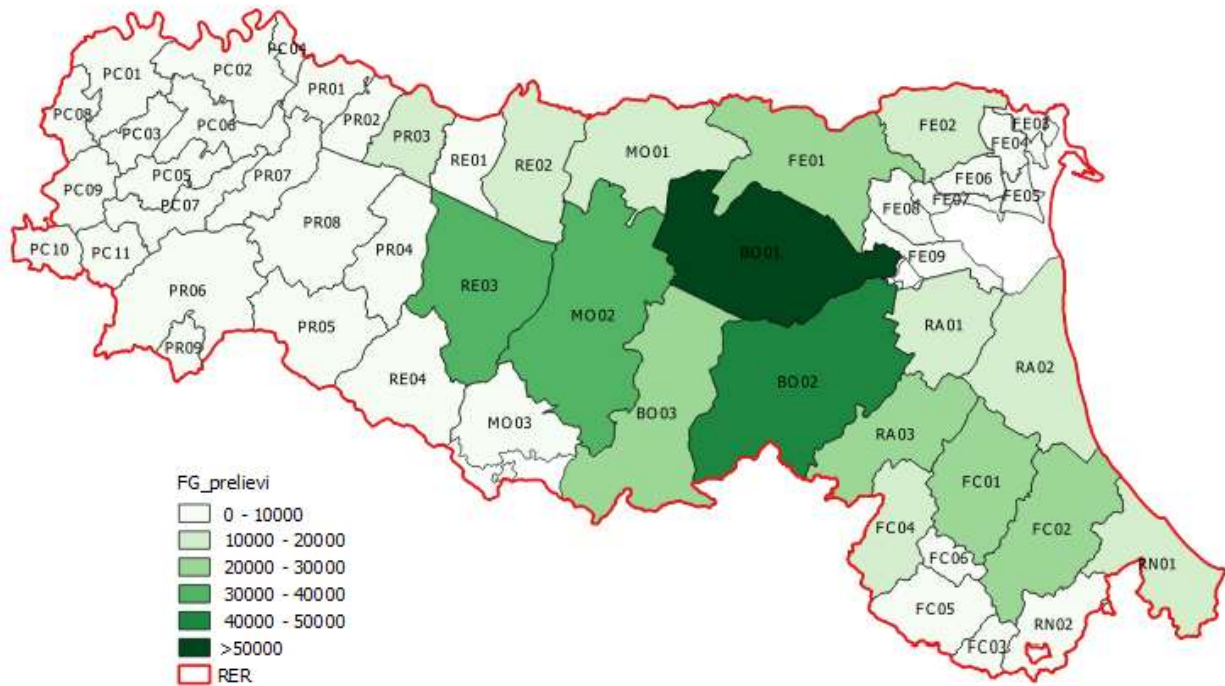 PC04
PC01
PC02
PR01
PC08
PR02
FE02
FE03
PC03
PC06
PR03
RE01
RE02
MO01
FE01
FE04
PC05
PR07
FE06
PC09
PC07
FE07
FE05
FE08
PR08
PC10
PC11
PR04
BO01
FE09
PR06
RE03
MO02
PR05
RA01
PR09
RE04
BO02
RA02
MO03
BO03
RA03
FC01
FC02
FC04
FC06
RN01
FC05
RN02
FC03
FG_prelievi
0 - 10000
10000 - 20000
20000 - 30000
30000 - 40000
40000 - 50000
>50000
RER